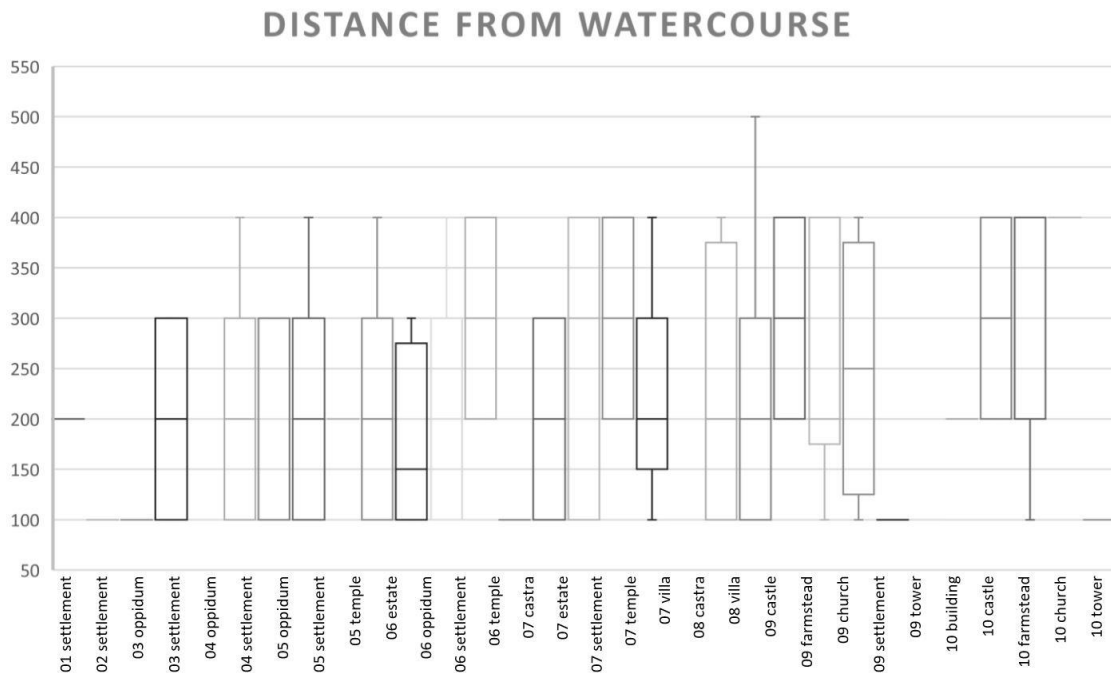 DISTANCE FROM WATERCOURSE
550
500
450
400
350
300
250
200
150
100
50
01 settlement
02 settlement
03 oppidum
03 settlement
04 oppidum
04 settlement
05 oppidum
05 settlement
05 temple
06 estate
06 oppidum
06 settlement
06 temple
07 castra
07 estate
07 settlement
07 temple
07 villa
08 castra
08 villa
09 castle
09 farmstead
09 church
09 settlement
09 tower
10 building
10 castle
10 farmstead
10 church
10 tower